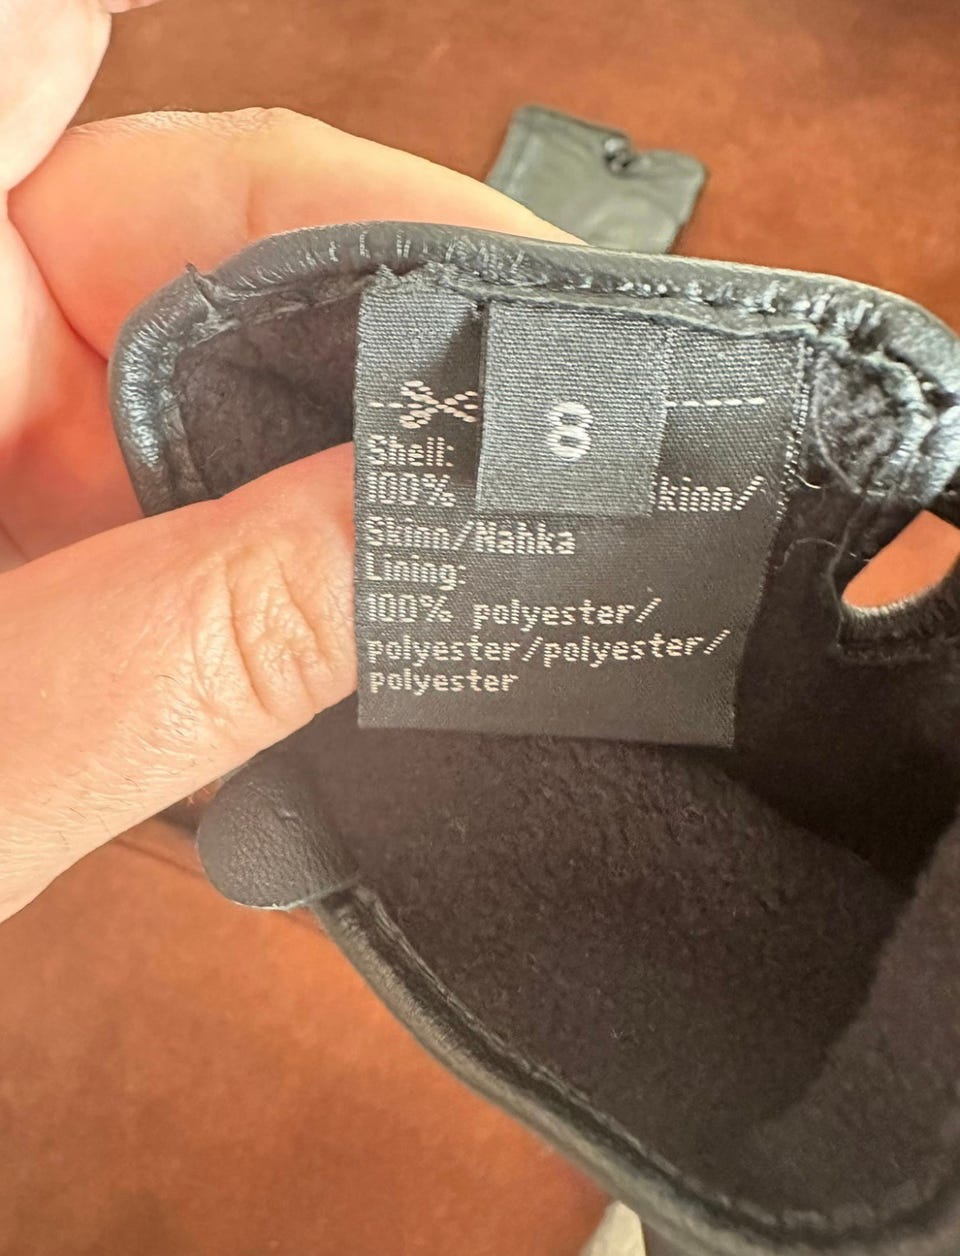 8
Shell:
100% kinn/
Skinn/Nahka
Lining:
100% polyester/
polyester/polyester/
polyester